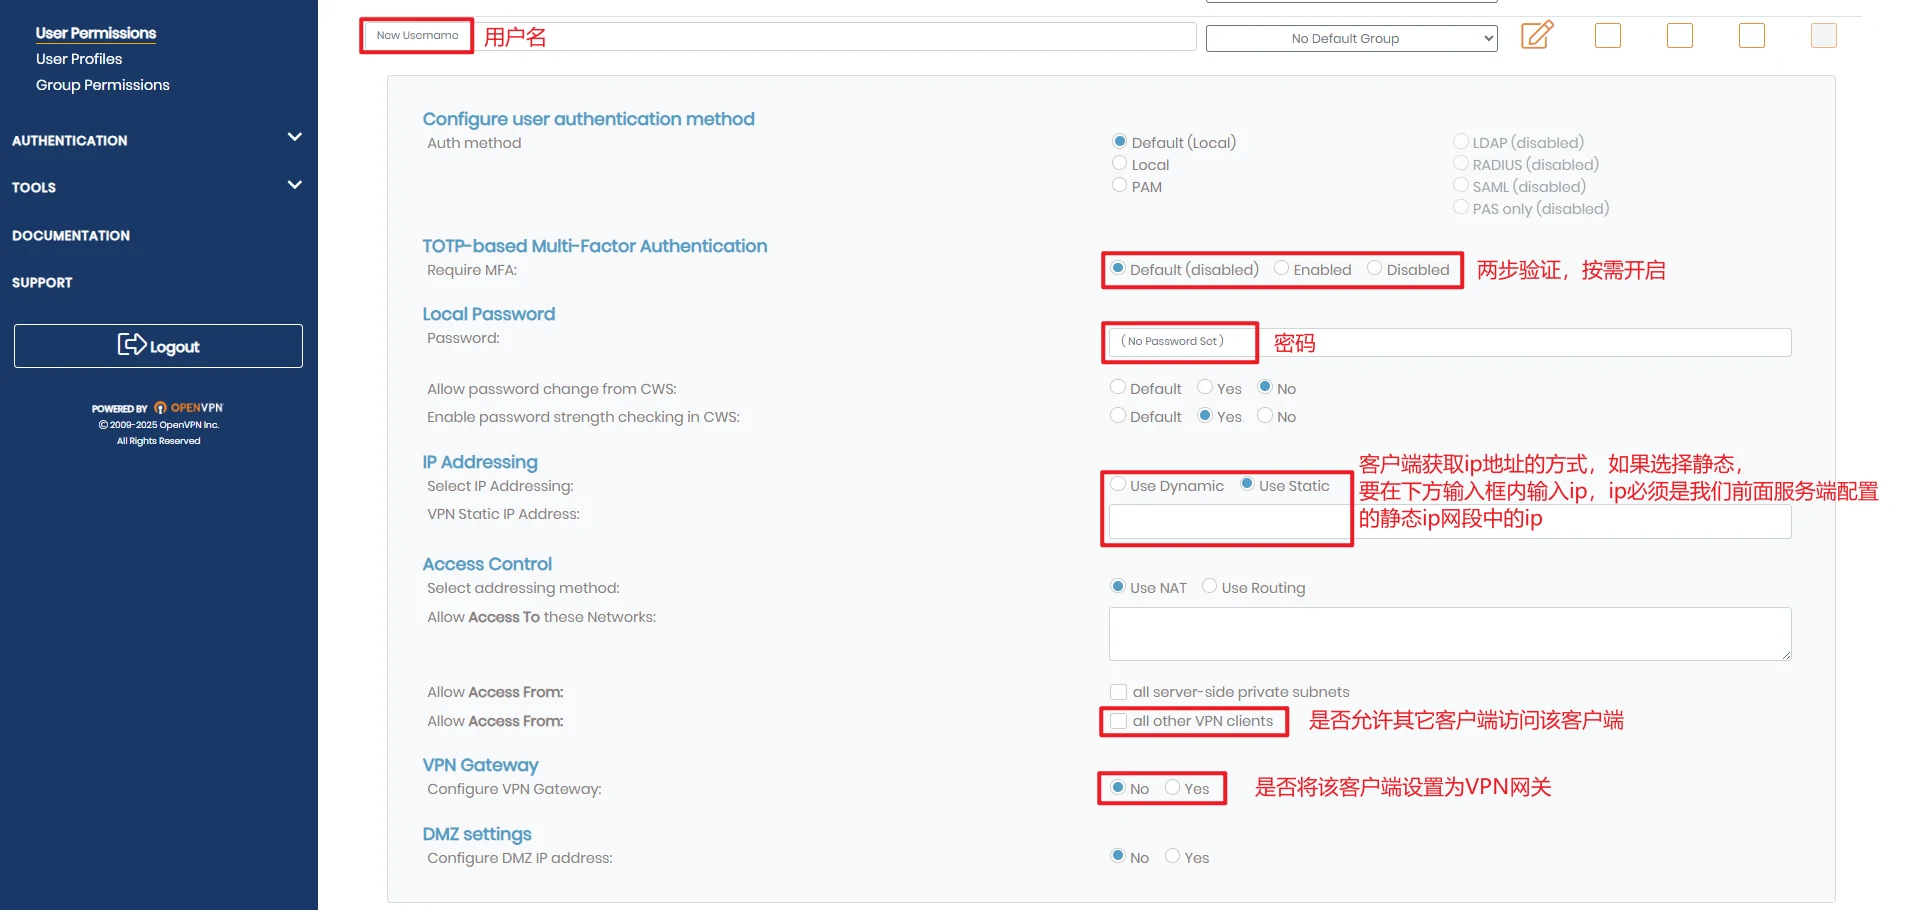 User Permissions
User Profiles
Group Permissions
AUTHENTICATION
TOOLS
DOCUMENTATION
SUPPORT
Logout
POWERED BY OPENVPN
© 2009-2025 OpenVPN Inc.
All Rights Reserved
New Username 用户名 No Default Group
Configure user authentication method
Auth method Default (Local) LDAP (disabled)
Local RADIUS (disabled)
PAM SAML (disabled)
PAS only (disabled)
TOTP-based Multi-Factor Authentication
Require MFA: Default (disabled) Enabled Disabled 两步验证，按需开启
Local Password
Password: (No Password Set) 密码
Allow password change from CWS: Default Yes No
Enable password strength checking in CWS: Default Yes No
IP Addressing
Select IP Addressing: Use Dynamic Use Static
VPN Static IP Address:
客户端获取ip地址的方式，如果选择静态，
要在下方输入框内输入ip，ip必须是我们前面服务端配置
的静态ip网段中的ip
Access Control
Select addressing method: Use NAT Use Routing
Allow Access To these Networks:
Allow Access From: all server-side private subnets
Allow Access From: all other VPN clients 是否允许其它客户端访问该客户端
VPN Gateway
Configure VPN Gateway: No Yes 是否将该客户端设置为VPN网关
DMZ settings
Configure DMZ IP address: No Yes